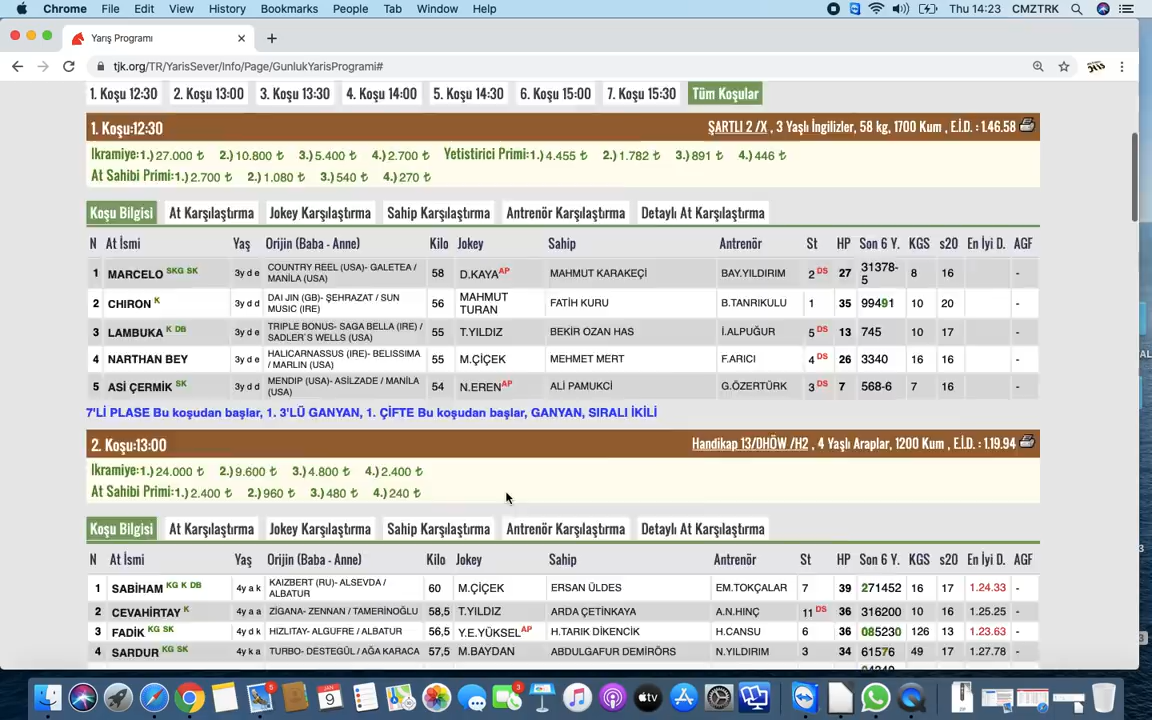 Chrome File Edit View History Bookmarks People Tab Window Help Thu 14:23 CMZTRK
Yarış Programı
tjk.org/TR/YarisSever/Info/Page/GunlukYarisProgrami#
1. Koşu 12:30 2. Koşu 13:00 3. Koşu 13:30 4. Koşu 14:00 5. Koşu 14:30 6. Koşu 15:00 7. Koşu 15:30 Tüm Koşular
1. Koşu:12:30 ŞARTLI 2 /X , 3 Yaşlı İngilizler, 58 kg, 1700 Kum , E.İ.D. : 1.46.58
İkramiye:1.) 27.000 ₺ 2.) 10.800 ₺ 3.) 5.400 ₺ 4.) 2.700 ₺ Yetistirici Primi:1.) 4.455 ₺ 2.) 1.782 ₺ 3.) 891 ₺ 4.) 446 ₺
At Sahibi Primi:1.) 2.700 ₺ 2.) 1.080 ₺ 3.) 540 ₺ 4.) 270 ₺
Koşu Bilgisi At Karşılaştırma Jokey Karşılaştırma Sahip Karşılaştırma Antrenör Karşılaştırma Detaylı At Karşılaştırma
N At İsmi Yaş Orijin (Baba - Anne) Kilo Jokey Sahip Antrenör St HP Son 6 Y. KGS s20 En İyi D. AGF
1 MARCELO SKG SK 3y d e COUNTRY REEL (USA)- GALETEA / MANİLA (USA) 58 D.KAYA AP MAHMUT KARAKEÇİ BAY.YILDIRIM 2 DS 27 31378-5 8 16 -
2 CHIRON K 3y d d DAI JIN (GB)- ŞEHRAZAT / SUN MUSIC (IRE) 56 MAHMUT TURAN FATİH KURU B.TANRIKULU 1 35 99491 10 20 -
3 LAMBUKA K DB 3y d e TRIPLE BONUS- SAGA BELLA (IRE) / SADLER`S WELLS (USA) 55 T.YILDIZ BEKİR OZAN HAS İ.ALPUĞUR 5 DS 13 745 10 17 -
4 NARTHAN BEY 3y d e HALICARNASSUS (IRE)- BELISSIMA / MARLIN (USA) 55 M.ÇİÇEK MEHMET MERT F.ARICI 4 DS 26 3340 16 16 -
5 ASİ ÇERMİK SK 3y d d MENDIP (USA)- ASİLZADE / MANİLA (USA) 54 N.EREN AP ALİ PAMUKCİ G.ÖZERTÜRK 3 DS 7 568-6 7 16 -
7'Lİ PLASE Bu koşudan başlar, 1. 3'LÜ GANYAN, 1. ÇİFTE Bu koşudan başlar, GANYAN, SIRALI İKİLİ
2. Koşu:13:00 Handikap 13/DHÖW /H2 , 4 Yaşlı Araplar, 1200 Kum , E.İ.D. : 1.19.94
İkramiye:1.) 24.000 ₺ 2.) 9.600 ₺ 3.) 4.800 ₺ 4.) 2.400 ₺
At Sahibi Primi:1.) 2.400 ₺ 2.) 960 ₺ 3.) 480 ₺ 4.) 240 ₺
Koşu Bilgisi At Karşılaştırma Jokey Karşılaştırma Sahip Karşılaştırma Antrenör Karşılaştırma Detaylı At Karşılaştırma
N At İsmi Yaş Orijin (Baba - Anne) Kilo Jokey Sahip Antrenör St HP Son 6 Y. KGS s20 En İyi D. AGF
1 SABİHAM KG K DB 4y a k KAIZBERT (RU)- ALSEVDA / ALBATUR 60 M.ÇİÇEK ERSAN ÜLDES EM.TOKÇALAR 7 39 271452 16 17 1.24.33 -
2 CEVAHİRTAY K 4y a a ZİGANA- ZENNAN / TAMERİNOĞLU 58,5 T.YILDIZ ARDA ÇETİNKAYA A.N.HINÇ 11 DS 36 316200 10 16 1.25.25 -
3 FADİK KG SK 4y d k HIZLITAY- ALGUFRE / ALBATUR 56,5 Y.E.YÜKSEL AP H.TARIK DİKENCİK H.CANSU 6 36 085230 126 13 1.23.63 -
4 SARDUR KG SK 4y k a TURBO- DESTEGÜL / AĞA KARACA 57,5 M.BAYDAN ABDULGAFUR DEMİRÖRS N.YILDIRIM 3 34 61576 49 17 1.27.78 -